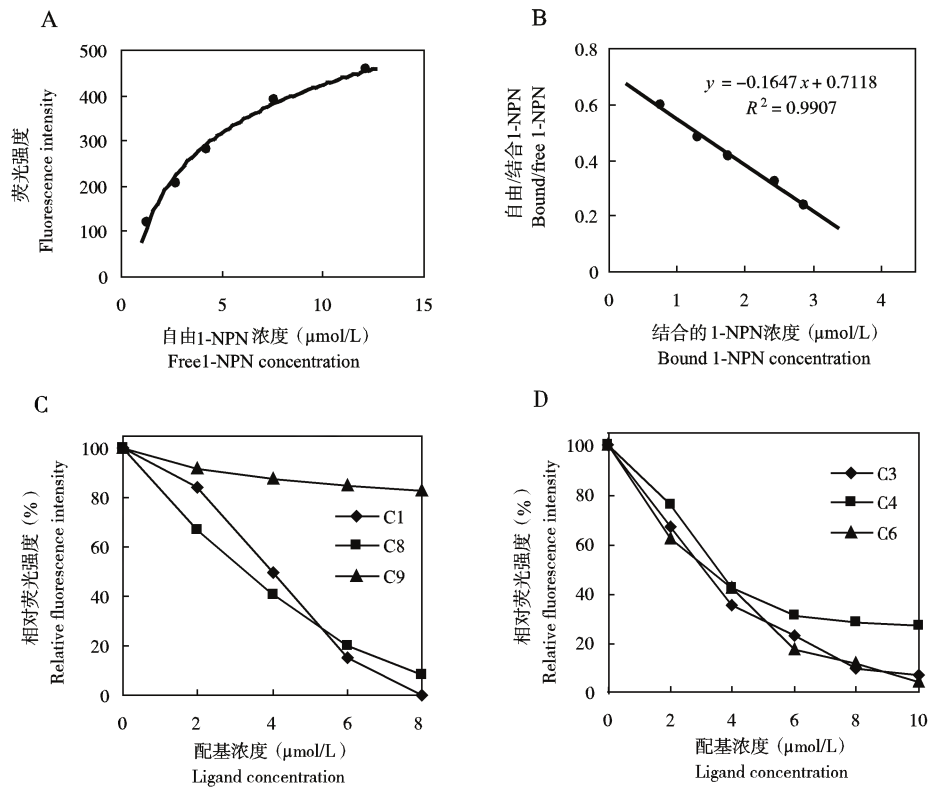 A
500
400
300
200
100
0
0
5
10
15
荧光强度
Fluorescence intensity
自由1-NPN 浓度（μmol/L）
Free1-NPN concentration
B
0.8
0.6
0.4
0.2
0
0
1
2
3
4
y = −0.1647 x + 0.7118
R² = 0.9907
自由/结合1-NPN
Bound/free 1-NPN
结合的 1-NPN浓度（μmol/L）
Bound 1-NPN concentration
C
100
80
60
40
20
0
0
2
4
6
8
C1
C8
C9
相对荧光强度（%）
Relative fluorescence intensity
配基浓度（μmol/L）
Ligand concentration
D
100
80
60
40
20
0
0
2
4
6
8
10
C3
C4
C6
相对荧光强度（%）
Relative fluorescence intensity
配基浓度（μmol/L）
Ligand concentration